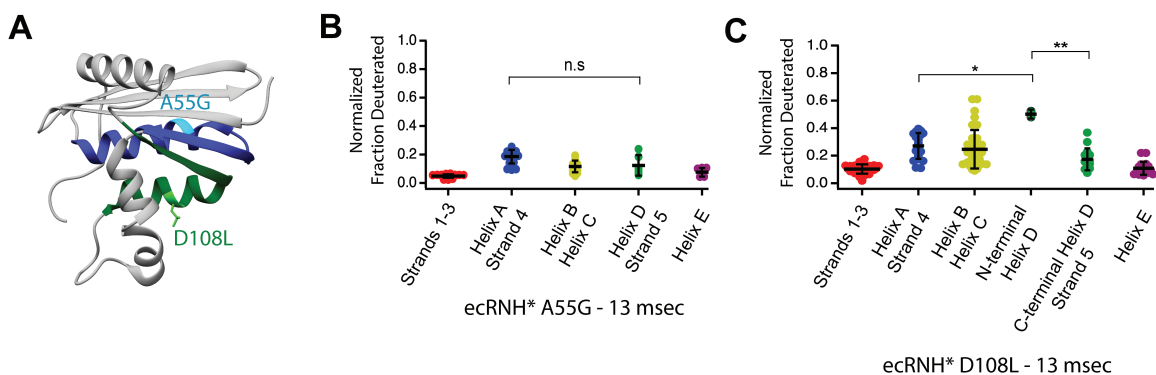 A
A55G
D108L
B
Normalized
Fraction Deuterated
1.0
0.8
0.6
0.4
0.2
0.0
n.s
Strands 1-3
Helix A
Strand 4
Helix B
Helix C
Helix D
Strand 5
Helix E
ecRNH* A55G - 13 msec
C
Normalized
Fraction Deuterated
1.0
0.8
0.6
0.4
0.2
0.0
*
**
Strands 1-3
Helix A
Strand 4
Helix B
Helix C
N-terminal
Helix D
C-terminal Helix D
Strand 5
Helix E
ecRNH* D108L - 13 msec